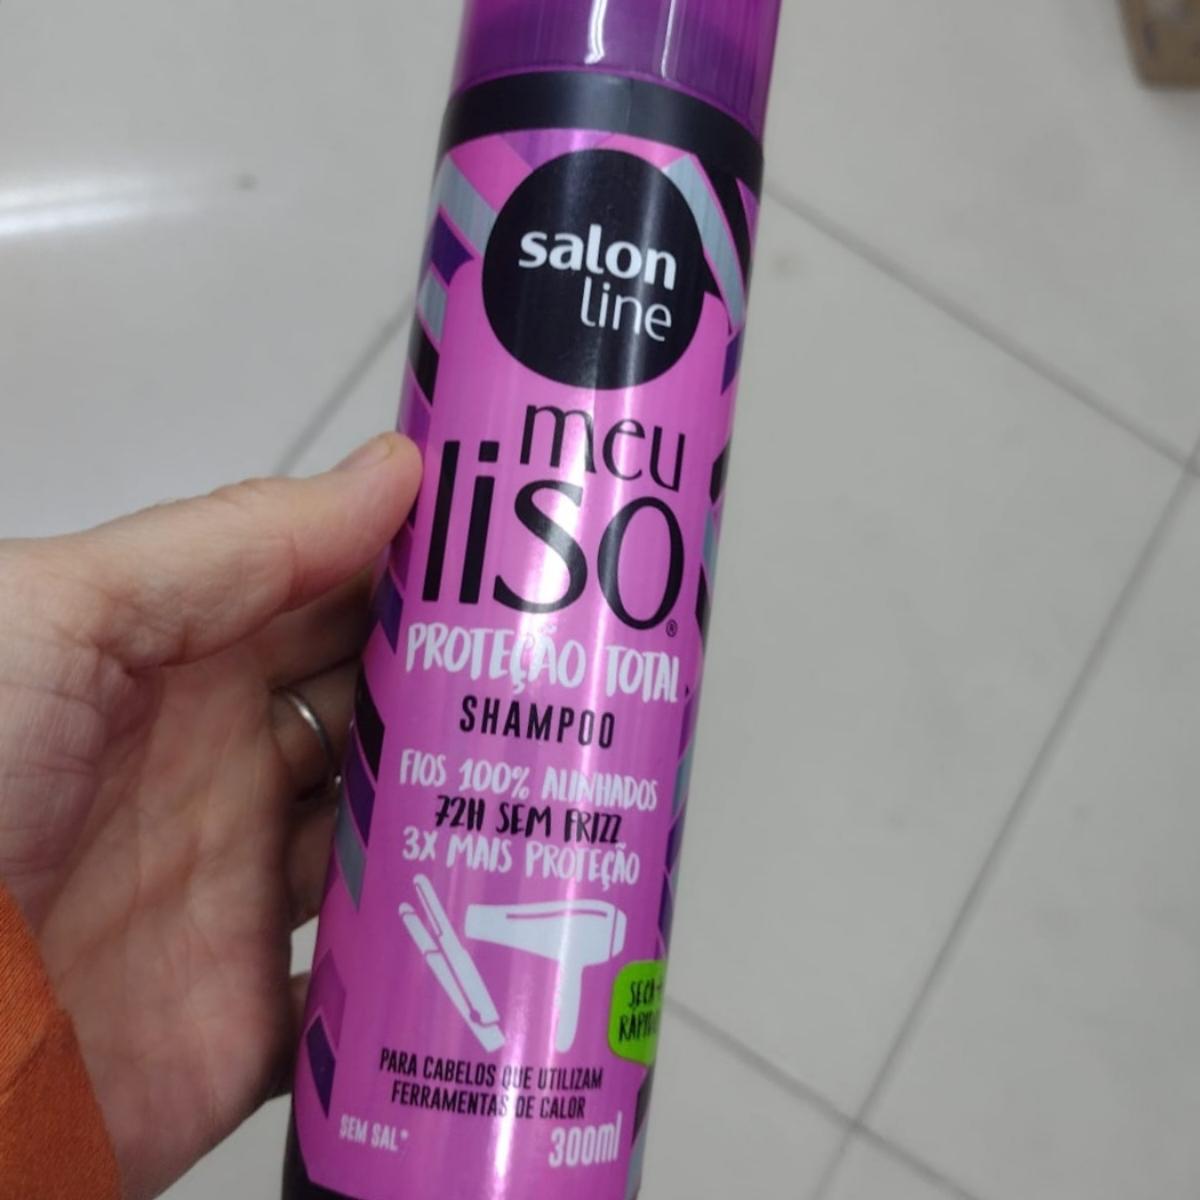 salon
line
meu
liso®
PROTEÇÃO TOTAL
SHAMPOO
FIOS 100% ALINHADOS
72H SEM FRIZZ
3X MAIS PROTEÇÃO
SECA+
PARA CABELOS QUE UTILIZAM
FERRAMENTAS DE CALOR
SEM SAL*
300ml